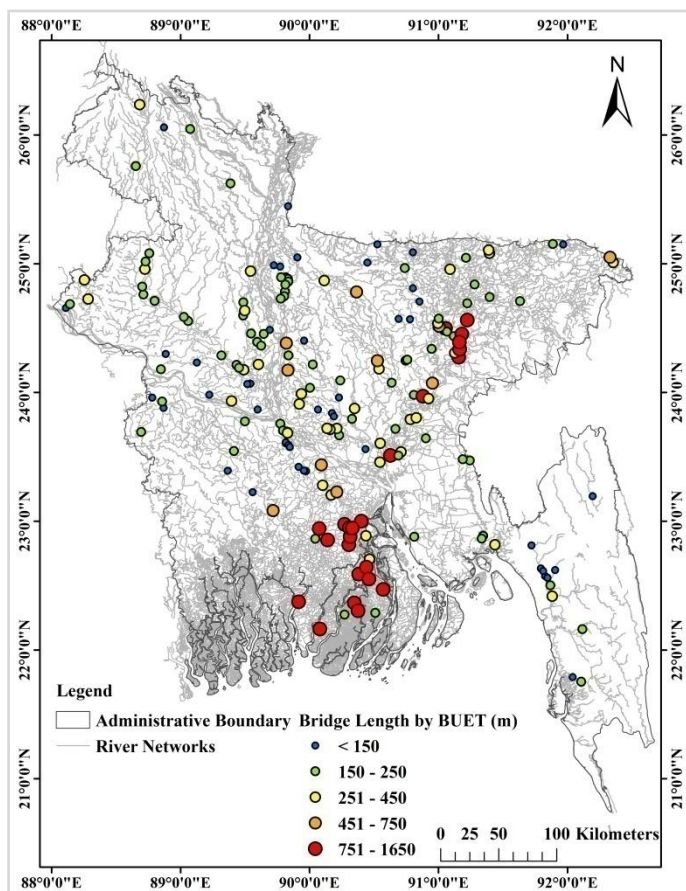 88°0'0"E 89°0'0"E 90°0'0"E 91°0'0"E 92°0'0"E
N
26°0'0"N 26°0'0"N
25°0'0"N 25°0'0"N
24°0'0"N 24°0'0"N
23°0'0"N 23°0'0"N
22°0'0"N 22°0'0"N
21°0'0"N 21°0'0"N
Legend
Administrative Boundary Bridge Length by BUET (m)
River Networks < 150
150 - 250
251 - 450
451 - 750
751 - 1650
0 25 50 100 Kilometers
88°0'0"E 89°0'0"E 90°0'0"E 91°0'0"E 92°0'0"E